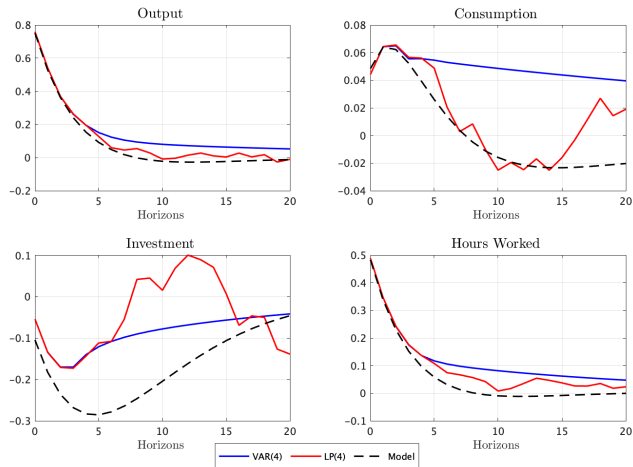 Output
0.8
0.6
0.4
0.2
0
-0.2
0 5 10 15 20
Horizons
Consumption
0.08
0.06
0.04
0.02
0
-0.02
-0.04
0 5 10 15 20
Horizons
Investment
0.1
0
-0.1
-0.2
-0.3
0 5 10 15 20
Horizons
Hours Worked
0.5
0.4
0.3
0.2
0.1
0
-0.1
0 5 10 15 20
Horizons
VAR(4) LP(4) Model